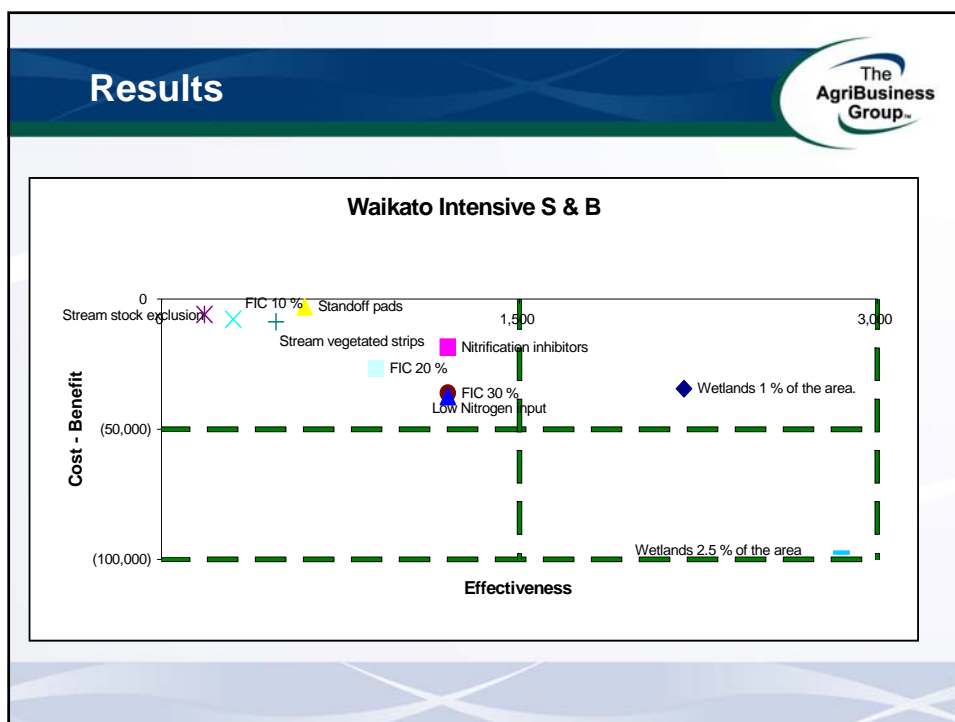 Results
The
AgriBusiness
Group™
Waikato Intensive S & B
0
0
1,500
3,000
Stream stock exclusion
FIC 10 %
Standoff pads
Stream vegetated strips
Nitrification inhibitors
FIC 20 %
FIC 30 %
Low Nitrogen input
Wetlands 1 % of the area.
(50,000)
Cost - Benefit
Wetlands 2.5 % of the area
(100,000)
Effectiveness